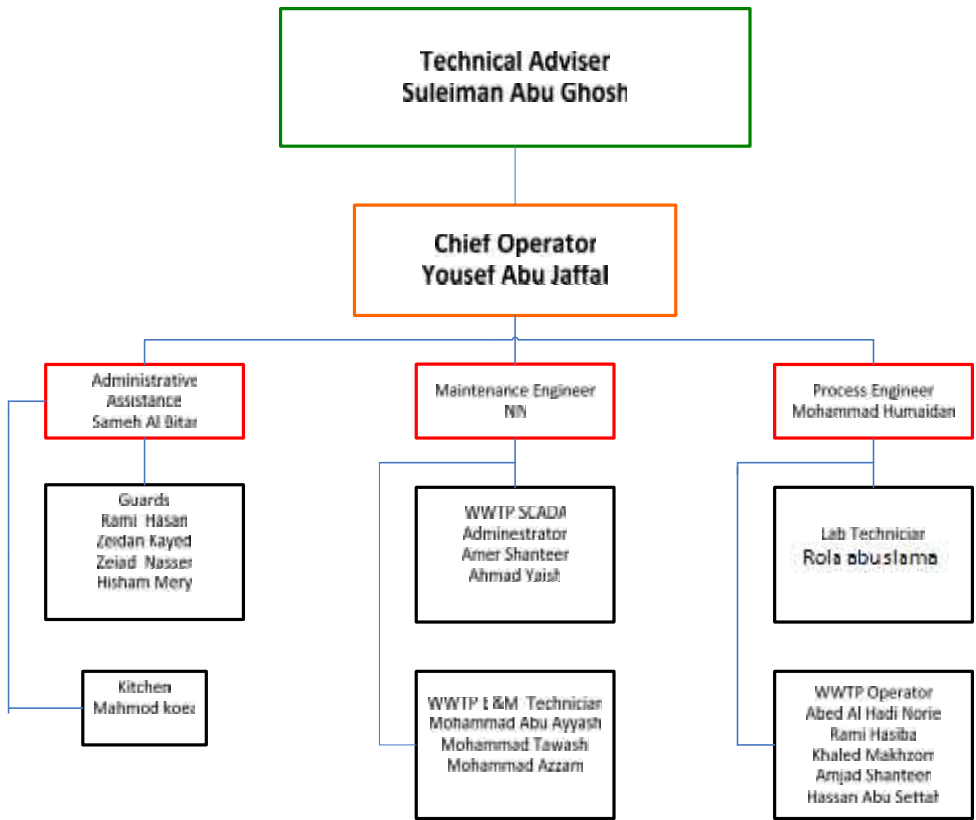 Technical Adviser
Suleiman Abu Ghosh
Chief Operator
Yousef Abu Jaffal
Administrative
Assistance
Sameh Al Bitar
Maintenance Engineer
NN
Process Engineer
Mohammad Humaidan
Guards
Rami Hasan
Zeidan Kayed
Zeiad Nasser
Hisham Mery
WWTP SCADA
Adminestrator
Amer Shanteer
Ahmad Yaish
Lab Technician
Rola abuslama
Kitchen
Mahmod koea
WWTP E &M Technician
Mohammad Abu Ayyash
Mohammad Tawash
Mohammad Azzam
WWTP Operator
Abed Al Hadi Norie
Rami Hasiba
Khaled Makhzom
Amjad Shanteer
Hassan Abu Settah